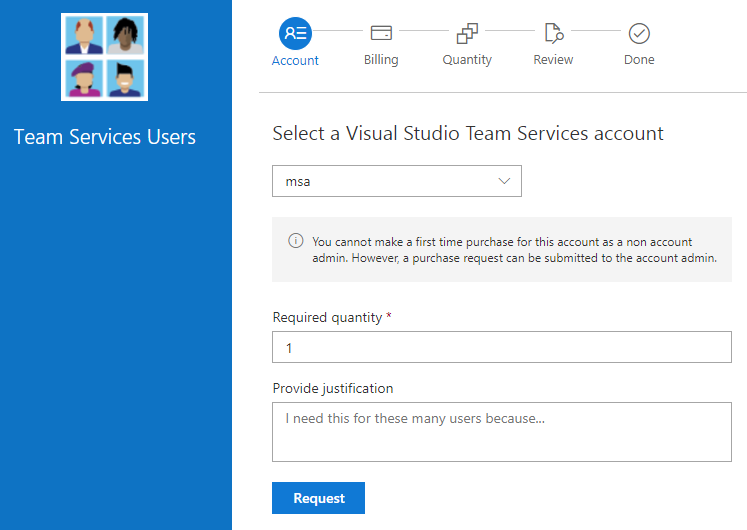 Team Services Users
Account
Billing
Quantity
Review
Done
Select a Visual Studio Team Services account
msa
You cannot make a first time purchase for this account as a non account
admin. However, a purchase request can be submitted to the account admin.
Required quantity *
1
Provide justification
I need this for these many users because...
Request